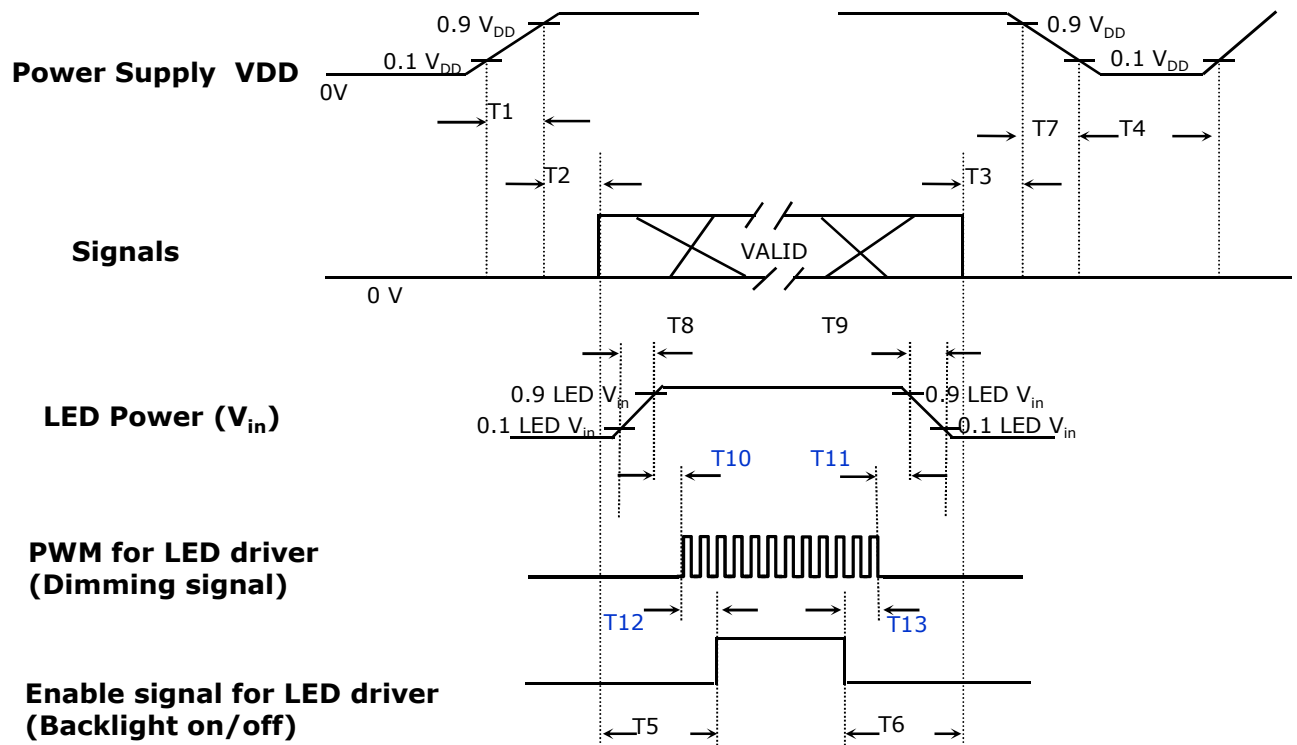 0.9 VDD
0.9 VDD
0.1 VDD
0.1 VDD
Power Supply VDD
0V
T1
T7
T4
T2
T3
Signals
VALID
0 V
T8
T9
LED Power (Vin)
0.9 LED Vin
0.9 LED Vin
0.1 LED Vin
0.1 LED Vin
T10
T11
PWM for LED driver
(Dimming signal)
T12
T13
Enable signal for LED driver
(Backlight on/off)
T5
T6